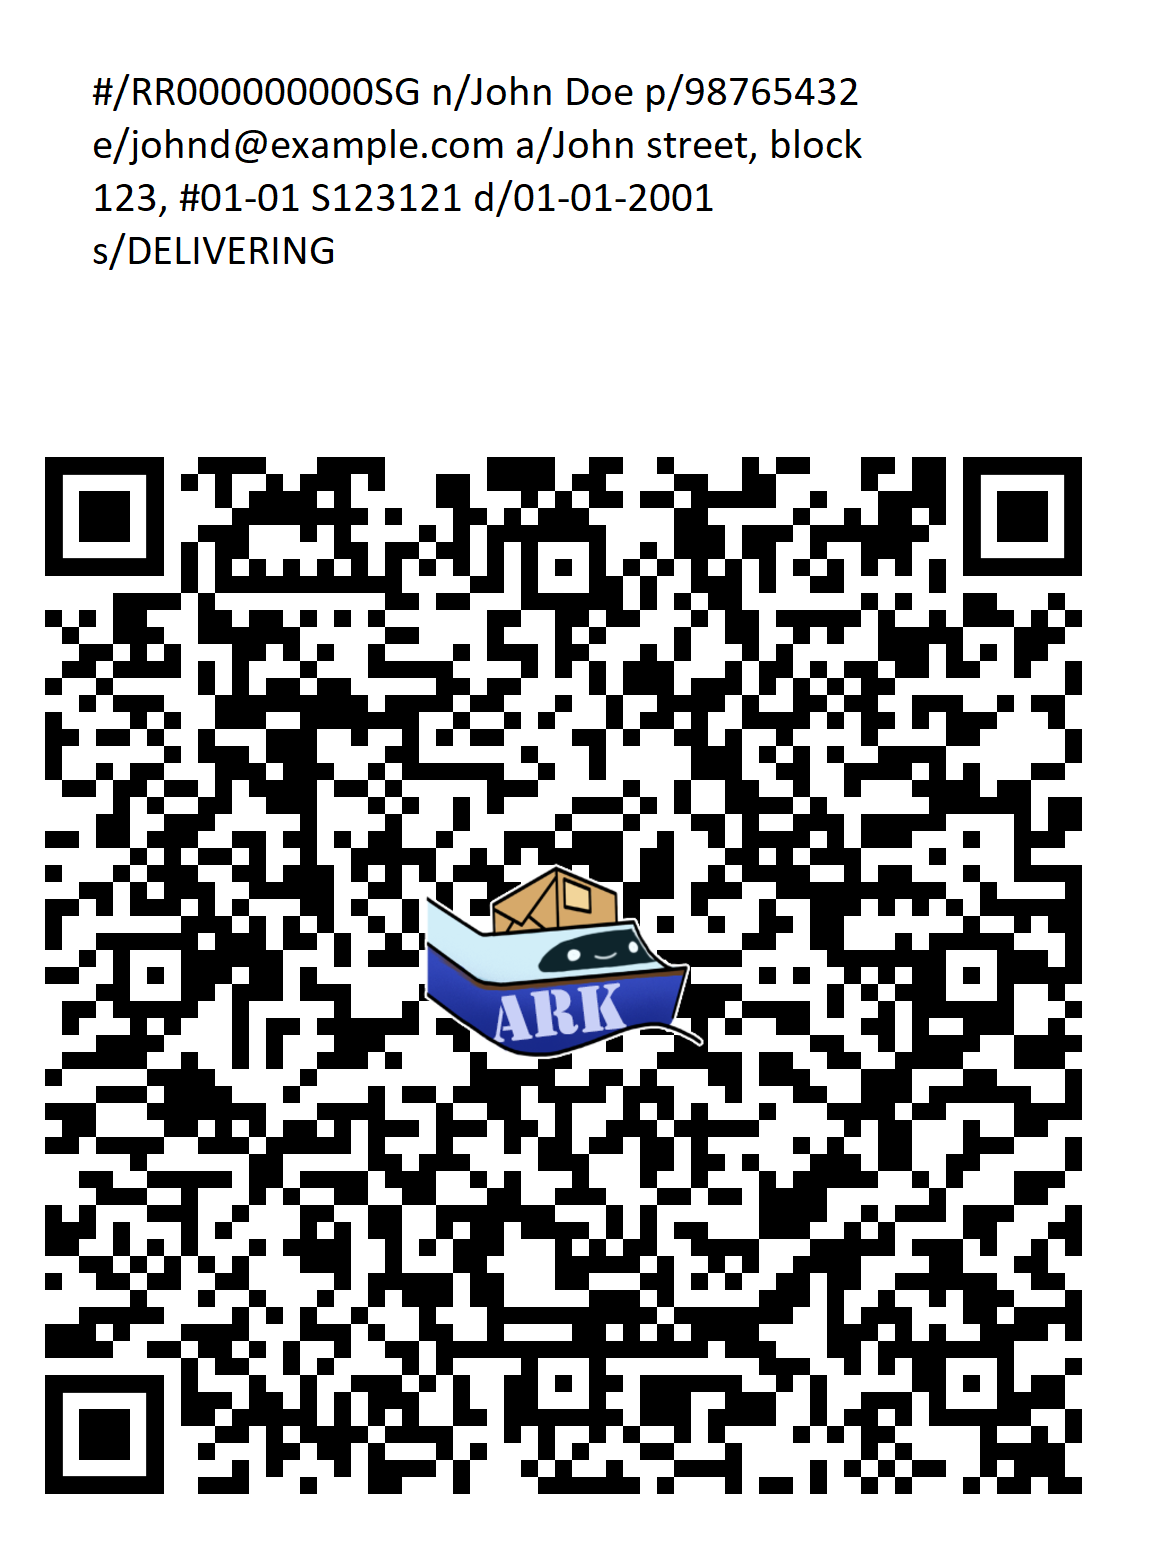 #/RR000000000SG n/John Doe p/98765432
e/johnd@example.com a/John street, block
123, #01-01 S123121 d/01-01-2001
s/DELIVERING
ARK